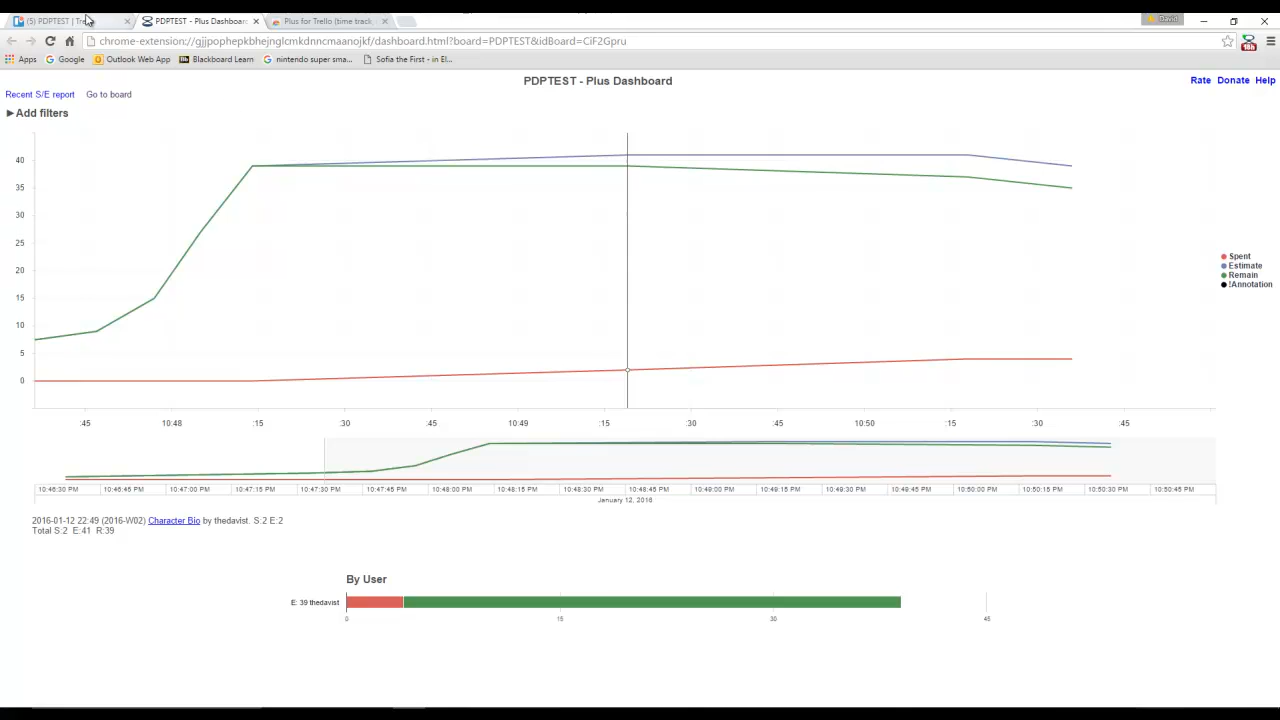 (5) PDPTEST | Tre
PDPTEST - Plus Dashboard
Plus for Trello (time track
David
chrome-extension://gjjpophepkbhejnglcmkdnncmaanojkf/dashboard.html?board=PDPTEST&idBoard=CiF2Gpru
18h
Apps Google Outlook Web App Blackboard Learn nintendo super sma... Sofia the First - in El...
PDPTEST - Plus Dashboard
Rate Donate Help
Recent S/E report Go to board
▶Add filters
40
35
30
25
20
15
10
5
0
Spent
Estimate
Remain
!Annotation
:45 10:48 :15 :30 :45 10:49 :15 :30 :45 10:50 :15 :30 :45
10:46:30 PM 10:46:45 PM 10:47:00 PM 10:47:15 PM 10:47:30 PM 10:47:45 PM 10:48:00 PM 10:48:15 PM 10:48:30 PM 10:48:45 PM 10:49:00 PM 10:49:15 PM 10:49:30 PM 10:49:45 PM 10:50:00 PM 10:50:15 PM 10:50:30 PM 10:50:45 PM
January 12, 2016
2016-01-12 22:49 (2016-W02) Character Bio by thedavist. S:2 E:2
Total S:2 E:41 R:39
By User
E: 39 thedavist
0 15 30 45